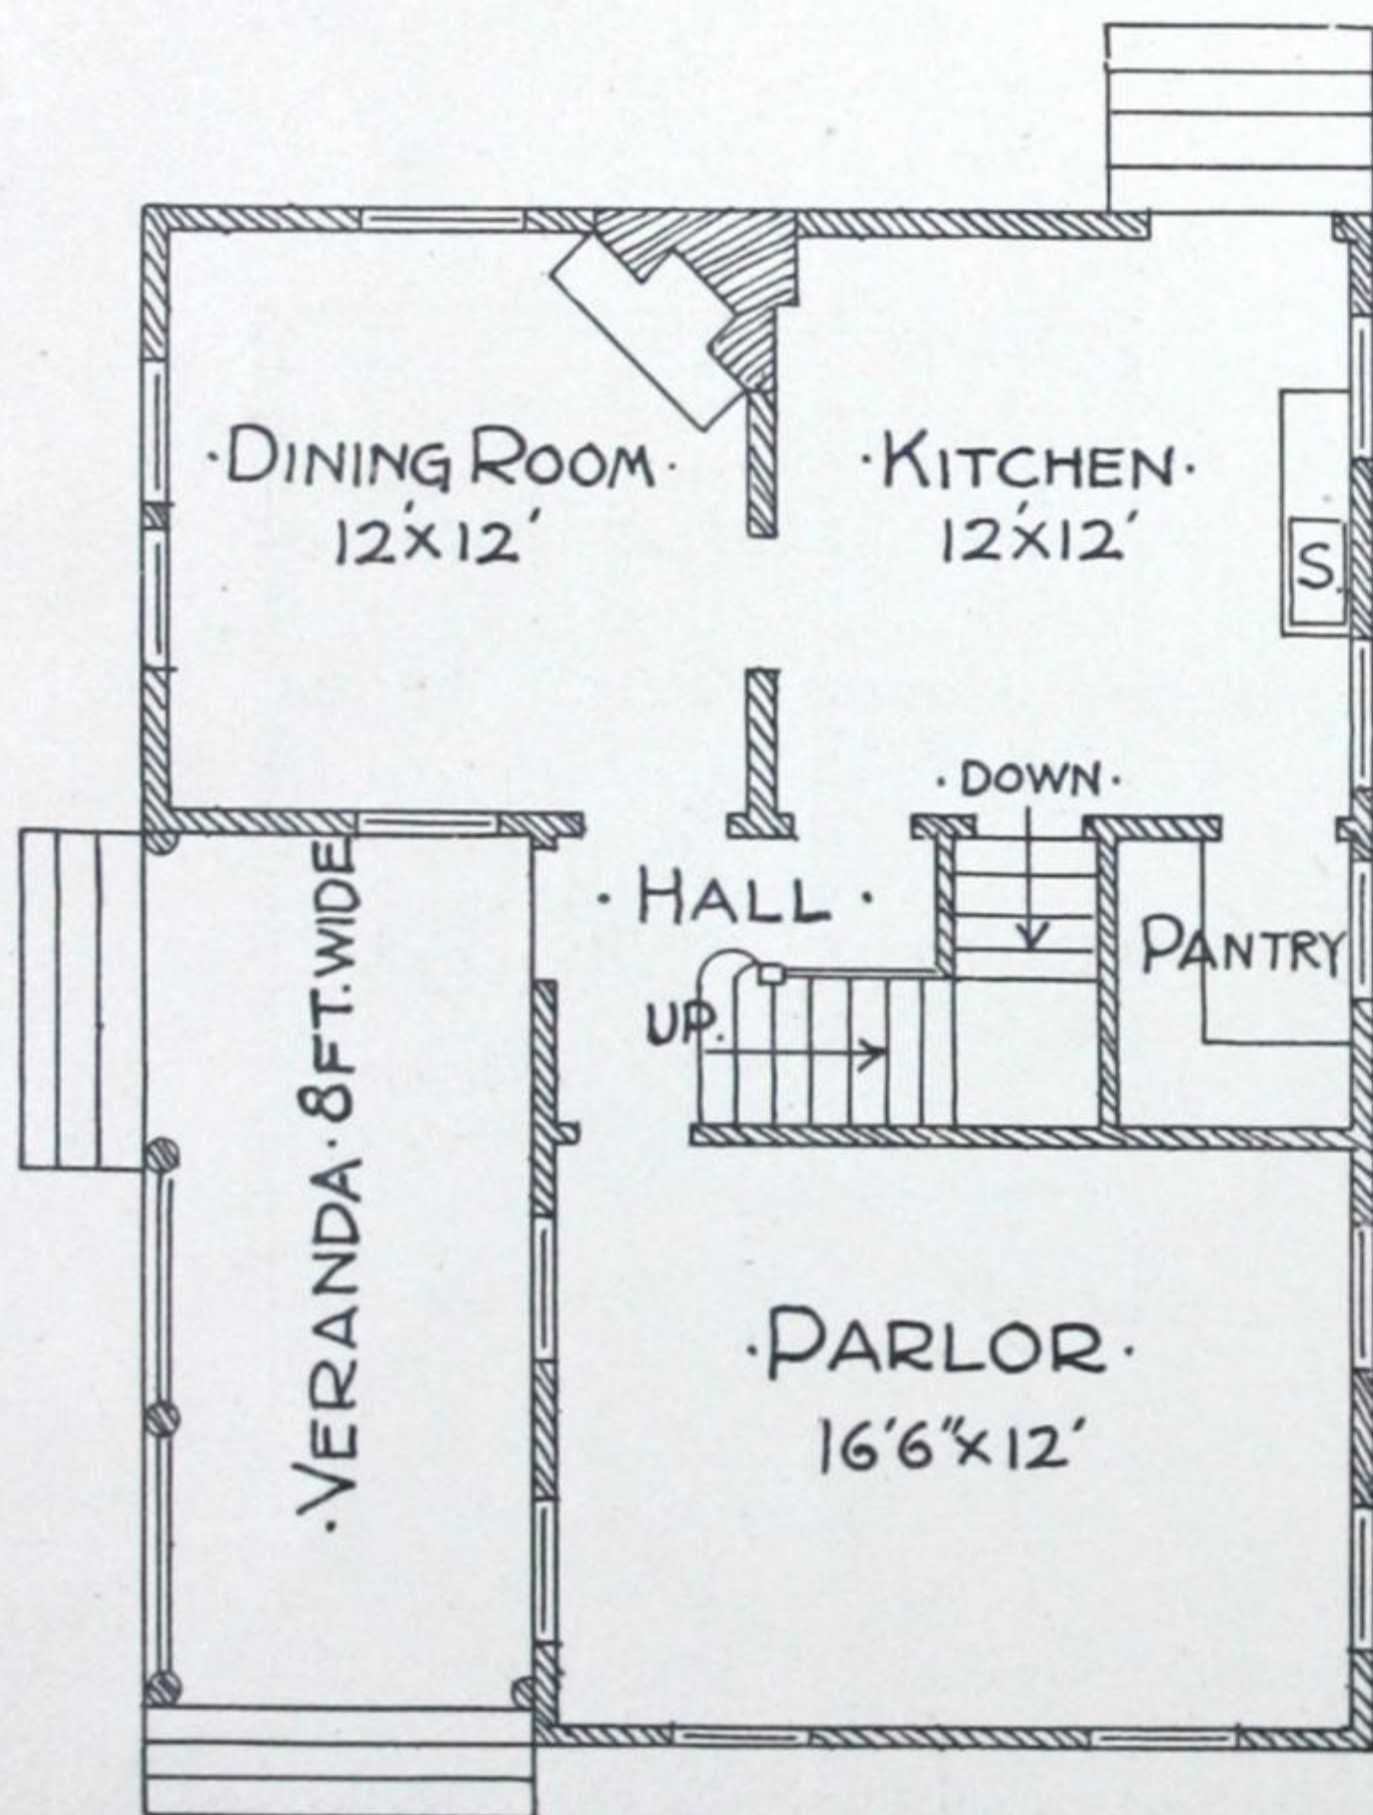 ·DINING ROOM·
12'X12'
·KITCHEN·
12'X12'
S.
·DOWN·
·HALL·
PANTRY
UP.
·VERANDA·8FT.WIDE
·PARLOR·
16'6"X12'